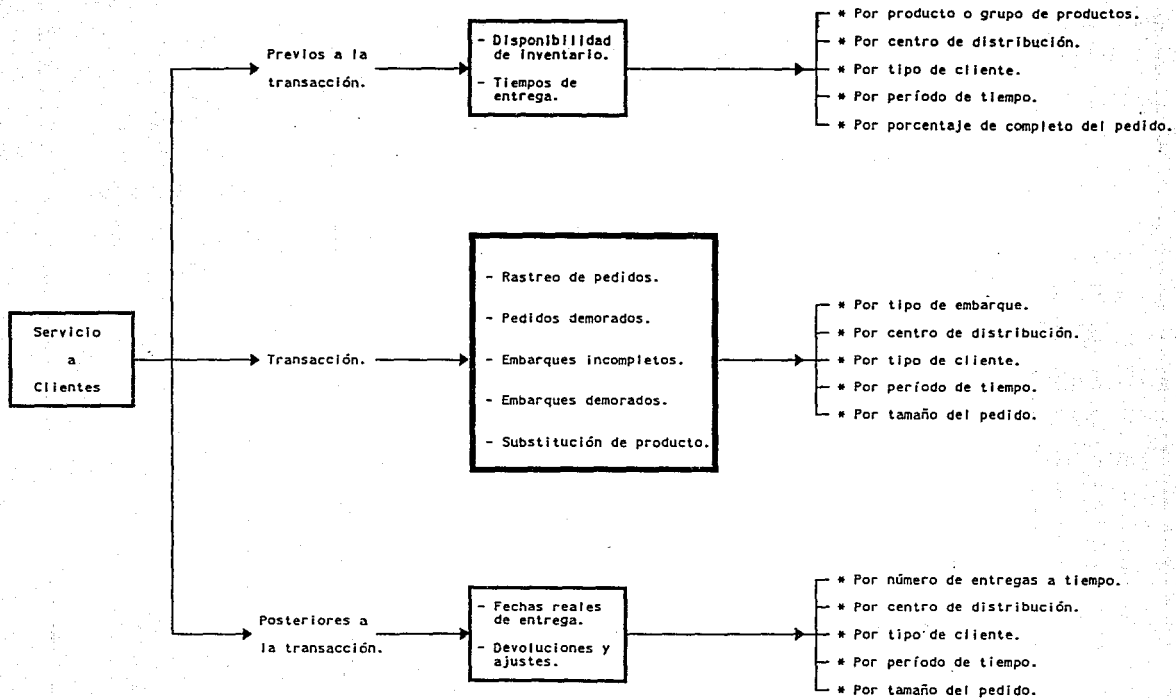 Servicio
a
Clientes
Previos a la
transacción.
- Disponibilidad
de inventario.
- Tiempos de
entrega.
* Por producto o grupo de productos.
* Por centro de distribución.
* Por tipo de cliente.
* Por período de tiempo.
* Por porcentaje de completo del pedido.
Transacción.
- Rastreo de pedidos.
- Pedidos demorados.
- Embarques incompletos.
- Embarques demorados.
- Substitución de producto.
* Por tipo de embarque.
* Por centro de distribución.
* Por tipo de cliente.
* Por período de tiempo.
* Por tamaño del pedido.
Posteriores a
la transacción.
- Fechas reales
de entrega.
- Devoluciones y
ajustes.
* Por número de entregas a tiempo.
* Por centro de distribución.
* Por tipo de cliente.
* Por período de tiempo.
* Por tamaño del pedido.